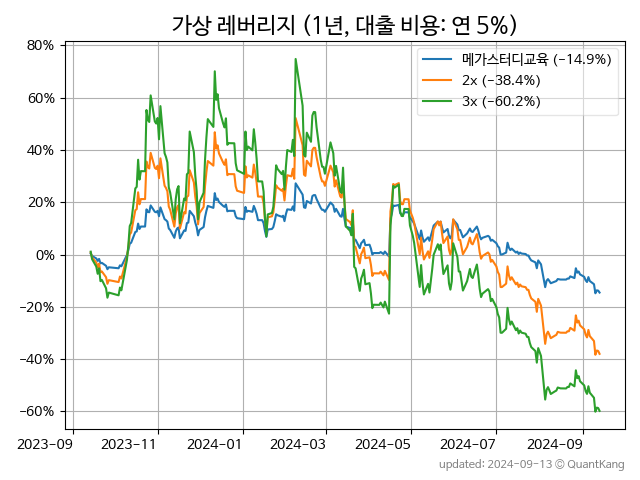 가상 레버리지 (1년, 대출 비용: 연 5%)
메가스터디교육 (-14.9%)
2x (-38.4%)
3x (-60.2%)
80%
60%
40%
20%
0%
-20%
-40%
-60%
2023-09 2023-11 2024-01 2024-03 2024-05 2024-07 2024-09
updated: 2024-09-13 © QuantKang